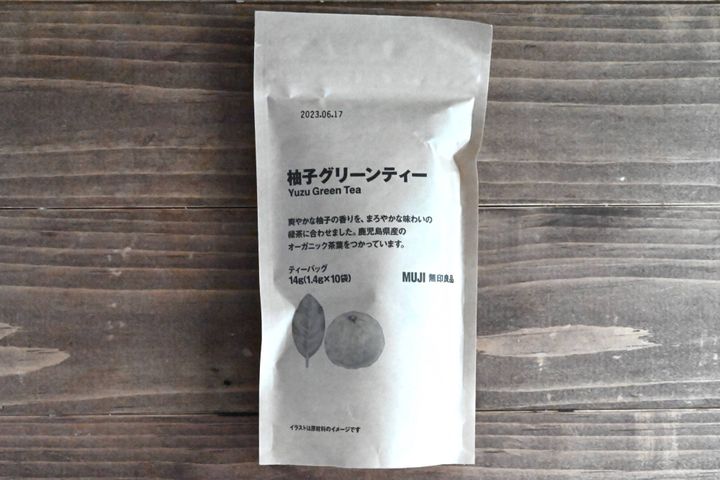 2023.06.17
柚子グリーンティー
Yuzu Green Tea
爽やかな柚子の香りを、まろやかな味わいの
緑茶に合わせました。鹿児島県産の
オーガニック茶葉をつかっています。
ティーバッグ
14g(1.4g×10袋)
MUJI 無印良品
イラストは原材料のイメージです